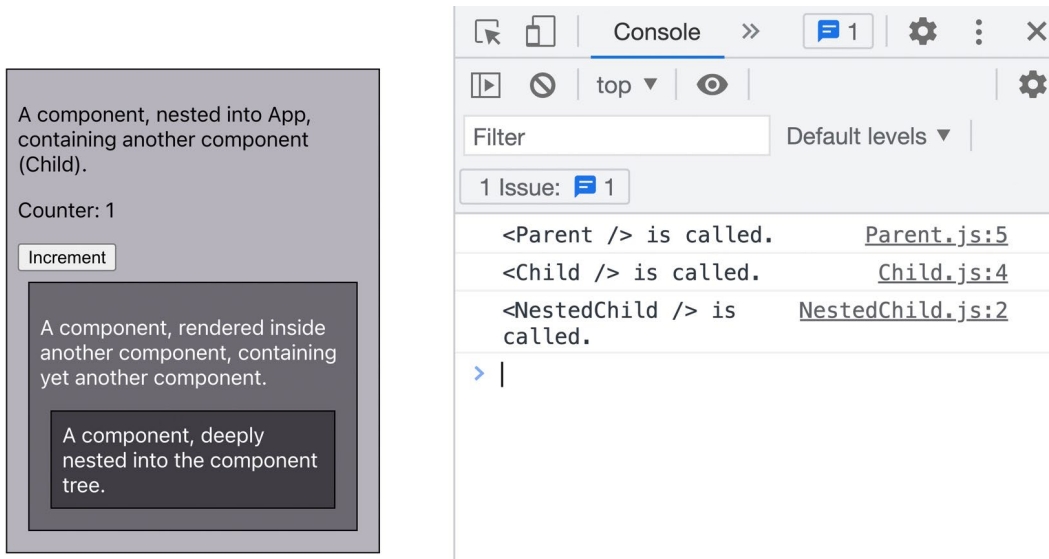 A component, nested into App,
containing another component
(Child).
Counter: 1
Increment
A component, rendered inside
another component, containing
yet another component.
A component, deeply
nested into the component
tree.
Console
1
top
Filter
Default levels
1 Issue: 1
<Parent /> is called. Parent.js:5
<Child /> is called. Child.js:4
<NestedChild /> is NestedChild.js:2
called.